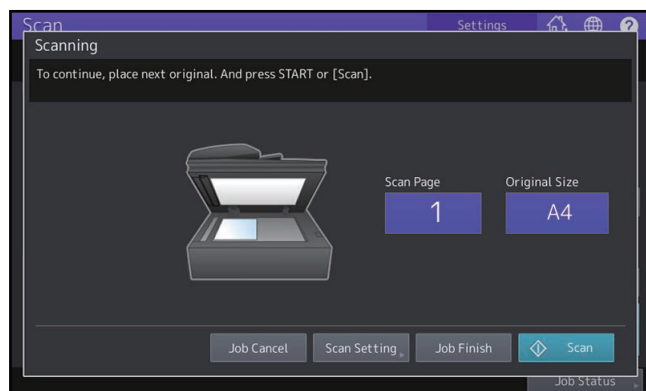 Scan
Settings
?
Scanning
To continue, place next original. And press START or [Scan].
Scan Page
Original Size
1
A4
Job Cancel
Scan Setting
Job Finish
Scan
Job Status